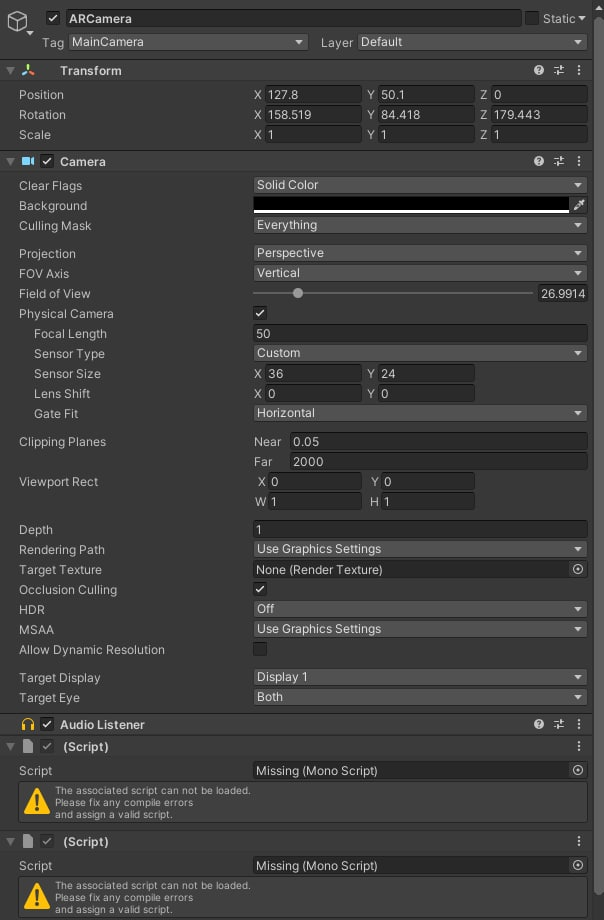 ARCamera Static
Tag MainCamera Layer Default
Transform
Position X 127.8 Y 50.1 Z 0
Rotation X 158.519 Y 84.418 Z 179.443
Scale X 1 Y 1 Z 1
Camera
Clear Flags Solid Color
Background
Culling Mask Everything
Projection Perspective
FOV Axis Vertical
Field of View 26.9914
Physical Camera
Focal Length 50
Sensor Type Custom
Sensor Size X 36 Y 24
Lens Shift X 0 Y 0
Gate Fit Horizontal
Clipping Planes Near 0.05
Far 2000
Viewport Rect X 0 Y 0
W 1 H 1
Depth 1
Rendering Path Use Graphics Settings
Target Texture None (Render Texture)
Occlusion Culling
HDR Off
MSAA Use Graphics Settings
Allow Dynamic Resolution
Target Display Display 1
Target Eye Both
Audio Listener
(Script)
Script Missing (Mono Script)
The associated script can not be loaded.
Please fix any compile errors
and assign a valid script.
(Script)
Script Missing (Mono Script)
The associated script can not be loaded.
Please fix any compile errors
and assign a valid script.